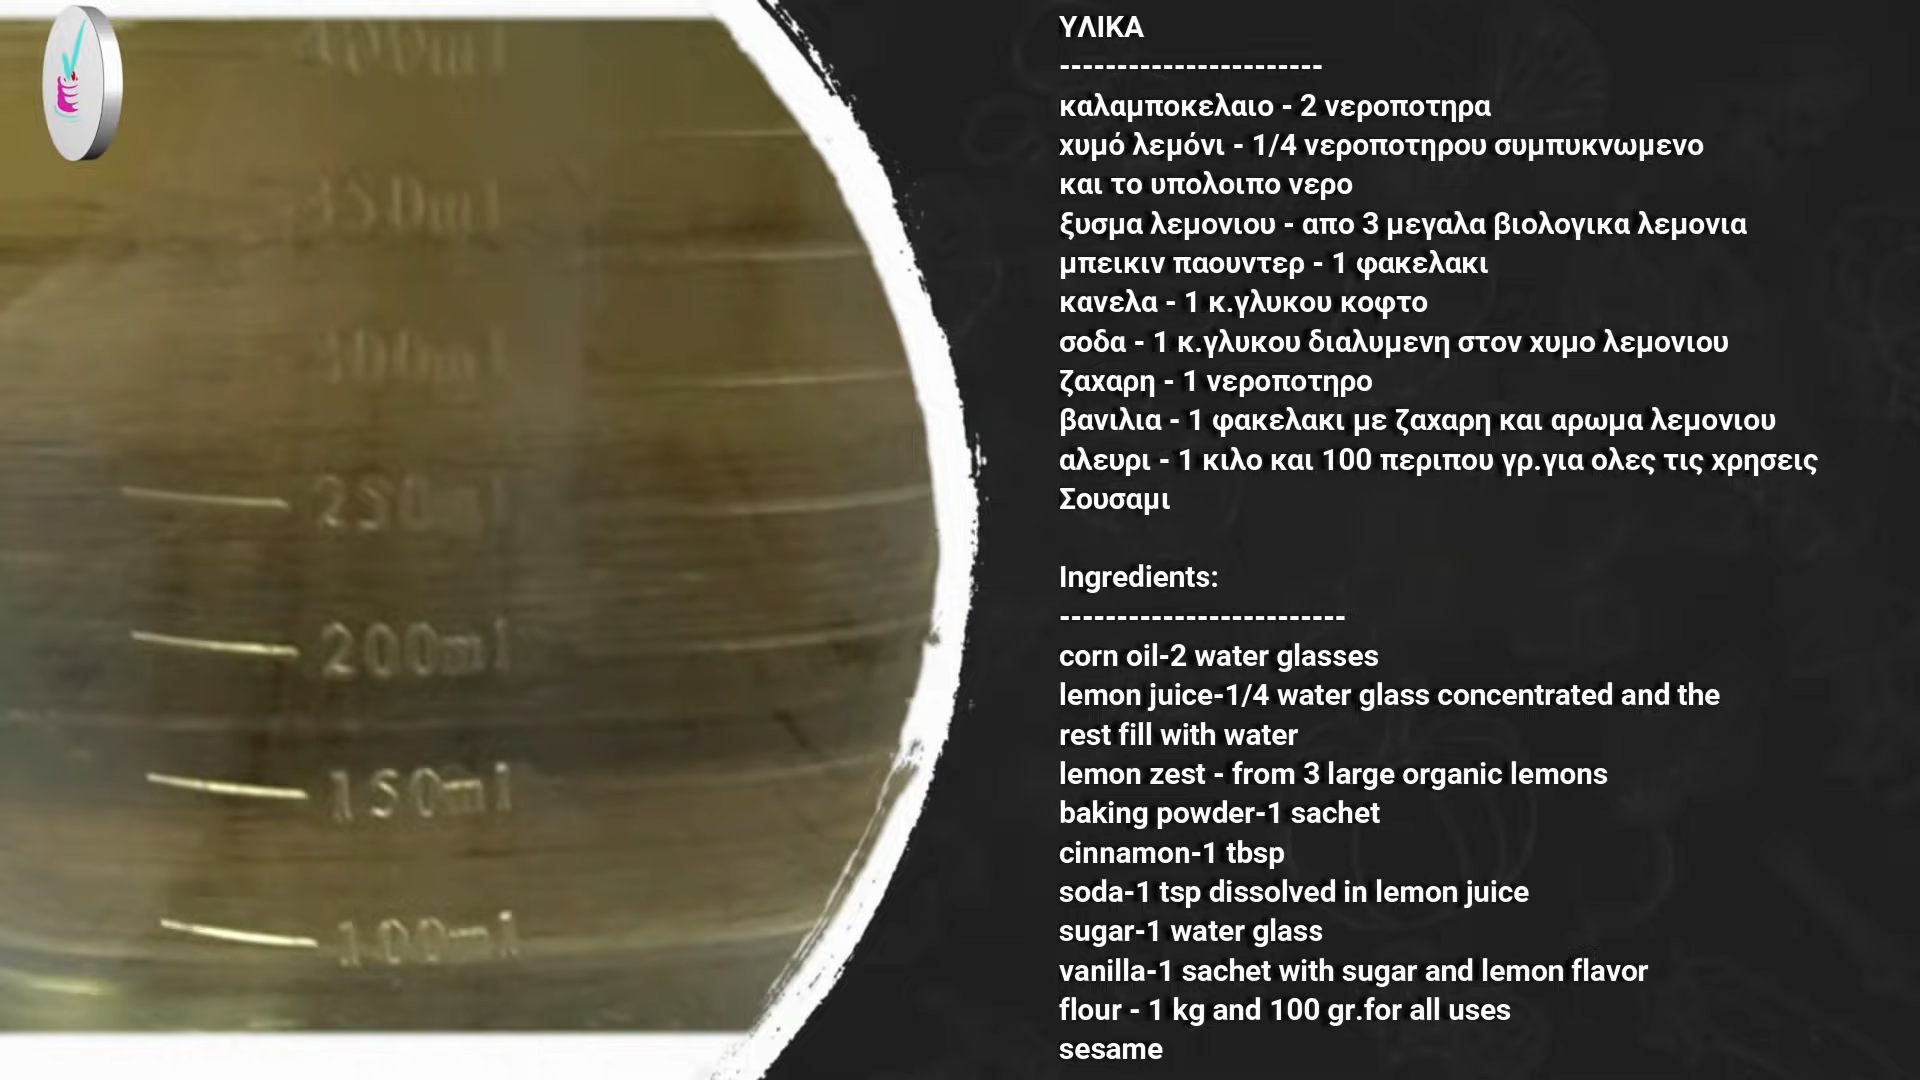 400ml
350ml
300ml
250ml
200ml
150ml
100ml
ΥΛΙΚΑ
-----------------------
καλαμποκελαιο - 2 νεροποτηρα
χυμό λεμόνι - 1/4 νεροποτηρου συμπυκνωμενο
και το υπολοιπο νερο
ξυσμα λεμονιου - απο 3 μεγαλα βιολογικα λεμονια
μπεικιν παουντερ - 1 φακελακι
κανελα - 1 κ.γλυκου κοφτο
σοδα - 1 κ.γλυκου διαλυμενη στον χυμο λεμονιου
ζαχαρη - 1 νεροποτηρο
βανιλια - 1 φακελακι με ζαχαρη και αρωμα λεμονιου
αλευρι - 1 κιλο και 100 περιπου γρ.για ολες τις χρησεις
Σουσαμι
Ingredients:
-------------------------
corn oil-2 water glasses
lemon juice-1/4 water glass concentrated and the
rest fill with water
lemon zest - from 3 large organic lemons
baking powder-1 sachet
cinnamon-1 tbsp
soda-1 tsp dissolved in lemon juice
sugar-1 water glass
vanilla-1 sachet with sugar and lemon flavor
flour - 1 kg and 100 gr.for all uses
sesame